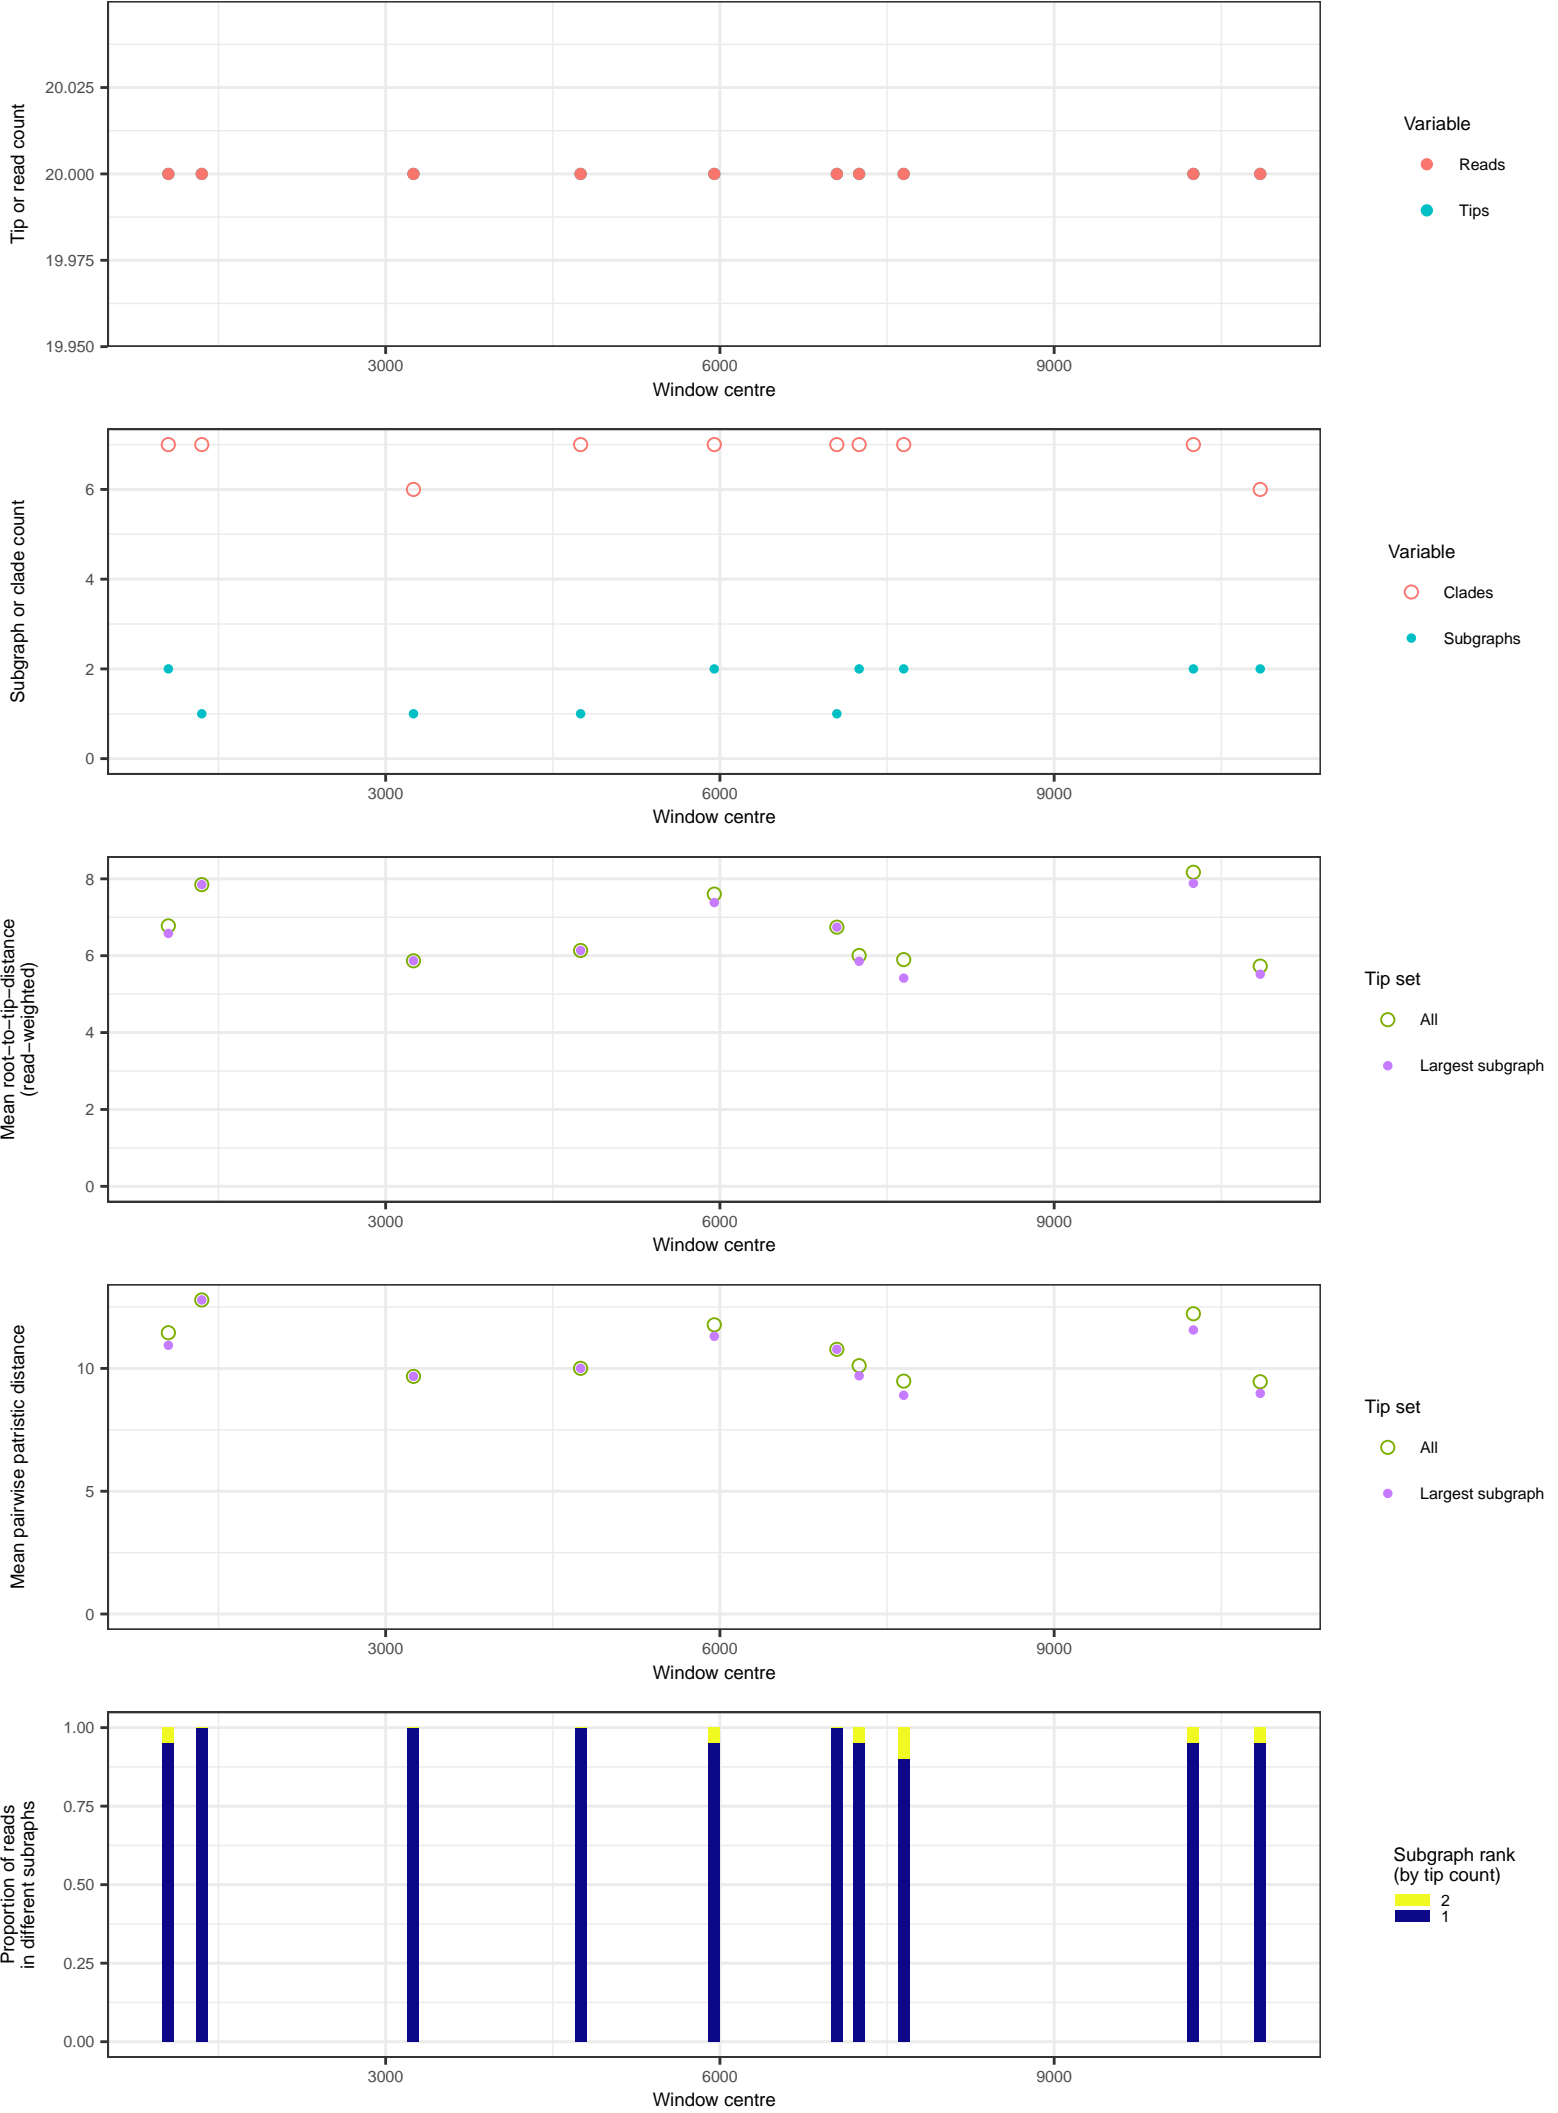 20.025
20.000
19.975
19.950
Tip or read count
3000
6000
9000
Window centre
Variable
Reads
Tips
6
4
2
0
Subgraph or clade count
3000
6000
9000
Window centre
Variable
Clades
Subgraphs
8
6
4
2
0
Mean root−to−tip−distance
(read−weighted)
3000
6000
9000
Window centre
Tip set
All
Largest subgraph
10
5
0
Mean pairwise patristic distance
3000
6000
9000
Window centre
Tip set
All
Largest subgraph
1.00
0.75
0.50
0.25
0.00
Proportion of reads
in different subraphs
3000
6000
9000
Window centre
Subgraph rank
(by tip count)
2
1